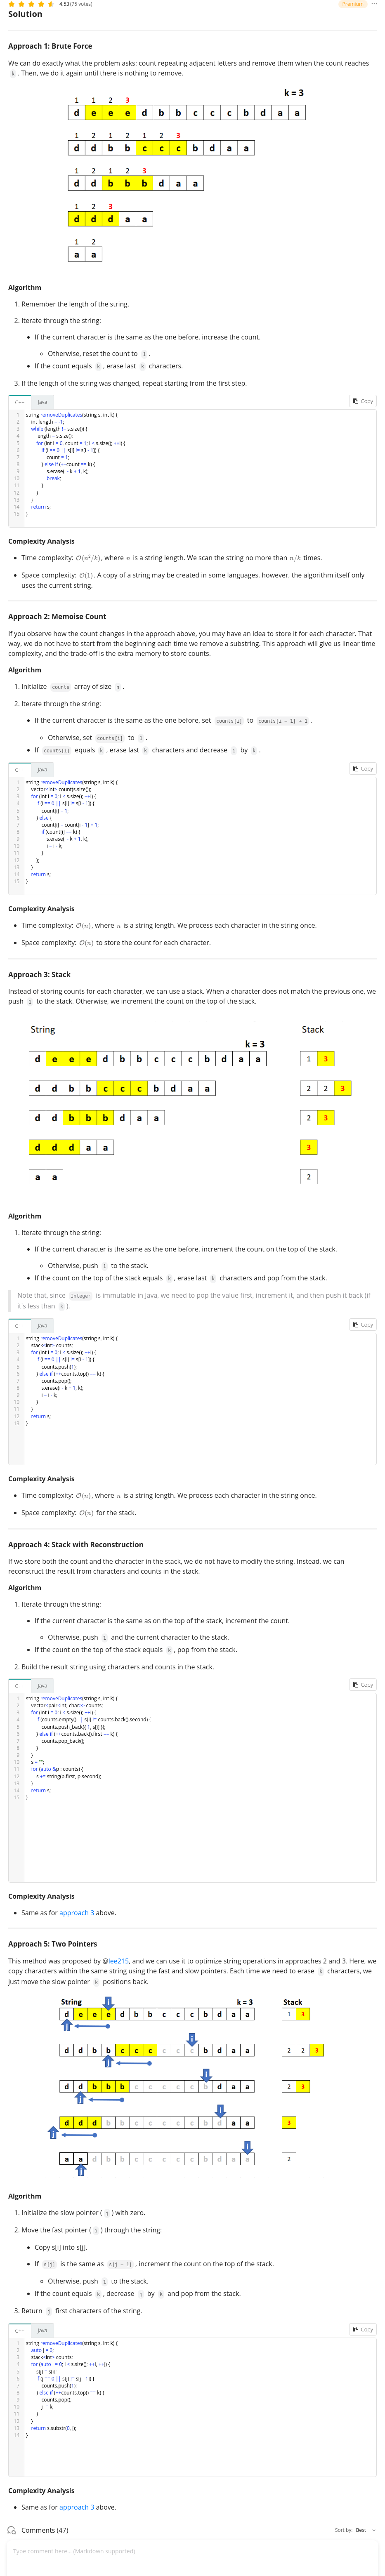 4.53 (75 votes)
Premium
Solution
Approach 1: Brute Force
We can do exactly what the problem asks: count repeating adjacent letters and remove them when the count reaches
k . Then, we do it again until there is nothing to remove.
k = 3
1 1 2 3
d e e e d b b c c c b d a a
1 2 1 2 1 2 3
d d b b c c c b d a a
1 2 1 2 3
d d b b b d a a
1 2 3
d d d a a
1 2
a a
Algorithm
1. Remember the length of the string.
2. Iterate through the string:
• If the current character is the same as the one before, increase the count.
◦ Otherwise, reset the count to 1 .
• If the count equals k , erase last k characters.
3. If the length of the string was changed, repeat starting from the first step.
C++ Java Copy
1 string removeDuplicates(string s, int k) {
2 int length = -1;
3 while (length != s.size()) {
4 length = s.size();
5 for (int i = 0, count = 1; i < s.size(); ++i) {
6 if (i == 0 || s[i] != s[i - 1]) {
7 count = 1;
8 } else if (++count == k) {
9 s.erase(i - k + 1, k);
10 break;
11 }
12 }
13 }
14 return s;
15 }
Complexity Analysis
• Time complexity: O(n²/k), where n is a string length. We scan the string no more than n/k times.
• Space complexity: O(1). A copy of a string may be created in some languages, however, the algorithm itself only
uses the current string.
Approach 2: Memoise Count
If you observe how the count changes in the approach above, you may have an idea to store it for each character. That
way, we do not have to start from the beginning each time we remove a substring. This approach will give us linear time
complexity, and the trade-off is the extra memory to store counts.
Algorithm
1. Initialize counts array of size n .
2. Iterate through the string:
• If the current character is the same as the one before, set counts[i] to counts[i - 1] + 1 .
◦ Otherwise, set counts[i] to 1 .
• If counts[i] equals k , erase last k characters and decrease i by k .
C++ Java Copy
1 string removeDuplicates(string s, int k) {
2 vector<int> count(s.size());
3 for (int i = 0; i < s.size(); ++i) {
4 if (i == 0 || s[i] != s[i - 1]) {
5 count[i] = 1;
6 } else {
7 count[i] = count[i - 1] + 1;
8 if (count[i] == k) {
9 s.erase(i - k + 1, k);
10 i = i - k;
11 }
12 };
13 }
14 return s;
15 }
Complexity Analysis
• Time complexity: O(n), where n is a string length. We process each character in the string once.
• Space complexity: O(n) to store the count for each character.
Approach 3: Stack
Instead of storing counts for each character, we can use a stack. When a character does not match the previous one, we
push 1 to the stack. Otherwise, we increment the count on the top of the stack.
String Stack
k = 3
d e e e d b b c c c b d a a 1 3
d d b b c c c b d a a 2 2 3
d d b b b d a a 2 3
d d d a a 3
a a 2
Algorithm
1. Iterate through the string:
• If the current character is the same as the one before, increment the count on the top of the stack.
◦ Otherwise, push 1 to the stack.
• If the count on the top of the stack equals k , erase last k characters and pop from the stack.
Note that, since Integer is immutable in Java, we need to pop the value first, increment it, and then push it back (if
it's less than k ).
C++ Java Copy
1 string removeDuplicates(string s, int k) {
2 stack<int> counts;
3 for (int i = 0; i < s.size(); ++i) {
4 if (i == 0 || s[i] != s[i - 1]) {
5 counts.push(1);
6 } else if (++counts.top() == k) {
7 counts.pop();
8 s.erase(i - k + 1, k);
9 i = i - k;
10 }
11 }
12 return s;
13 }
Complexity Analysis
• Time complexity: O(n), where n is a string length. We process each character in the string once.
• Space complexity: O(n) for the stack.
Approach 4: Stack with Reconstruction
If we store both the count and the character in the stack, we do not have to modify the string. Instead, we can
reconstruct the result from characters and counts in the stack.
Algorithm
1. Iterate through the string:
• If the current character is the same as on the top of the stack, increment the count.
◦ Otherwise, push 1 and the current character to the stack.
• If the count on the top of the stack equals k , pop from the stack.
2. Build the result string using characters and counts in the stack.
C++ Java Copy
1 string removeDuplicates(string s, int k) {
2 vector<pair<int, char>> counts;
3 for (int i = 0; i < s.size(); ++i) {
4 if (counts.empty() || s[i] != counts.back().second) {
5 counts.push_back({ 1, s[i] });
6 } else if (++counts.back().first == k) {
7 counts.pop_back();
8 }
9 }
10 s = "";
11 for (auto &p : counts) {
12 s += string(p.first, p.second);
13 }
14 return s;
15 }
Complexity Analysis
• Same as for approach 3 above.
Approach 5: Two Pointers
This method was proposed by @lee215, and we can use it to optimize string operations in approaches 2 and 3. Here, we
copy characters within the same string using the fast and slow pointers. Each time we need to erase k characters, we
just move the slow pointer k positions back.
String i k = 3 Stack
d e e e d b b c c c b d a a 1 3
j i
d d b b c c c c c c b d a a 2 2 3
j i
d d b b b c c c c c b d a a 2 3
j i
d d d b b c c c c c b d a a 3
j i
a a d b b c c c c c b d a a 2
j
Algorithm
1. Initialize the slow pointer ( j ) with zero.
2. Move the fast pointer ( i ) through the string:
• Copy s[i] into s[j].
• If s[j] is the same as s[j - 1] , increment the count on the top of the stack.
◦ Otherwise, push 1 to the stack.
• If the count equals k , decrease j by k and pop from the stack.
3. Return j first characters of the string.
C++ Java Copy
1 string removeDuplicates(string s, int k) {
2 auto j = 0;
3 stack<int> counts;
4 for (auto i = 0; i < s.size(); ++i, ++j) {
5 s[j] = s[i];
6 if (j == 0 || s[j] != s[j - 1]) {
7 counts.push(1);
8 } else if (++counts.top() == k) {
9 counts.pop();
10 j -= k;
11 }
12 }
13 return s.substr(0, j);
14 }
Complexity Analysis
• Same as for approach 3 above.
Comments (47) Sort by: Best
Type comment here... (Markdown supported)